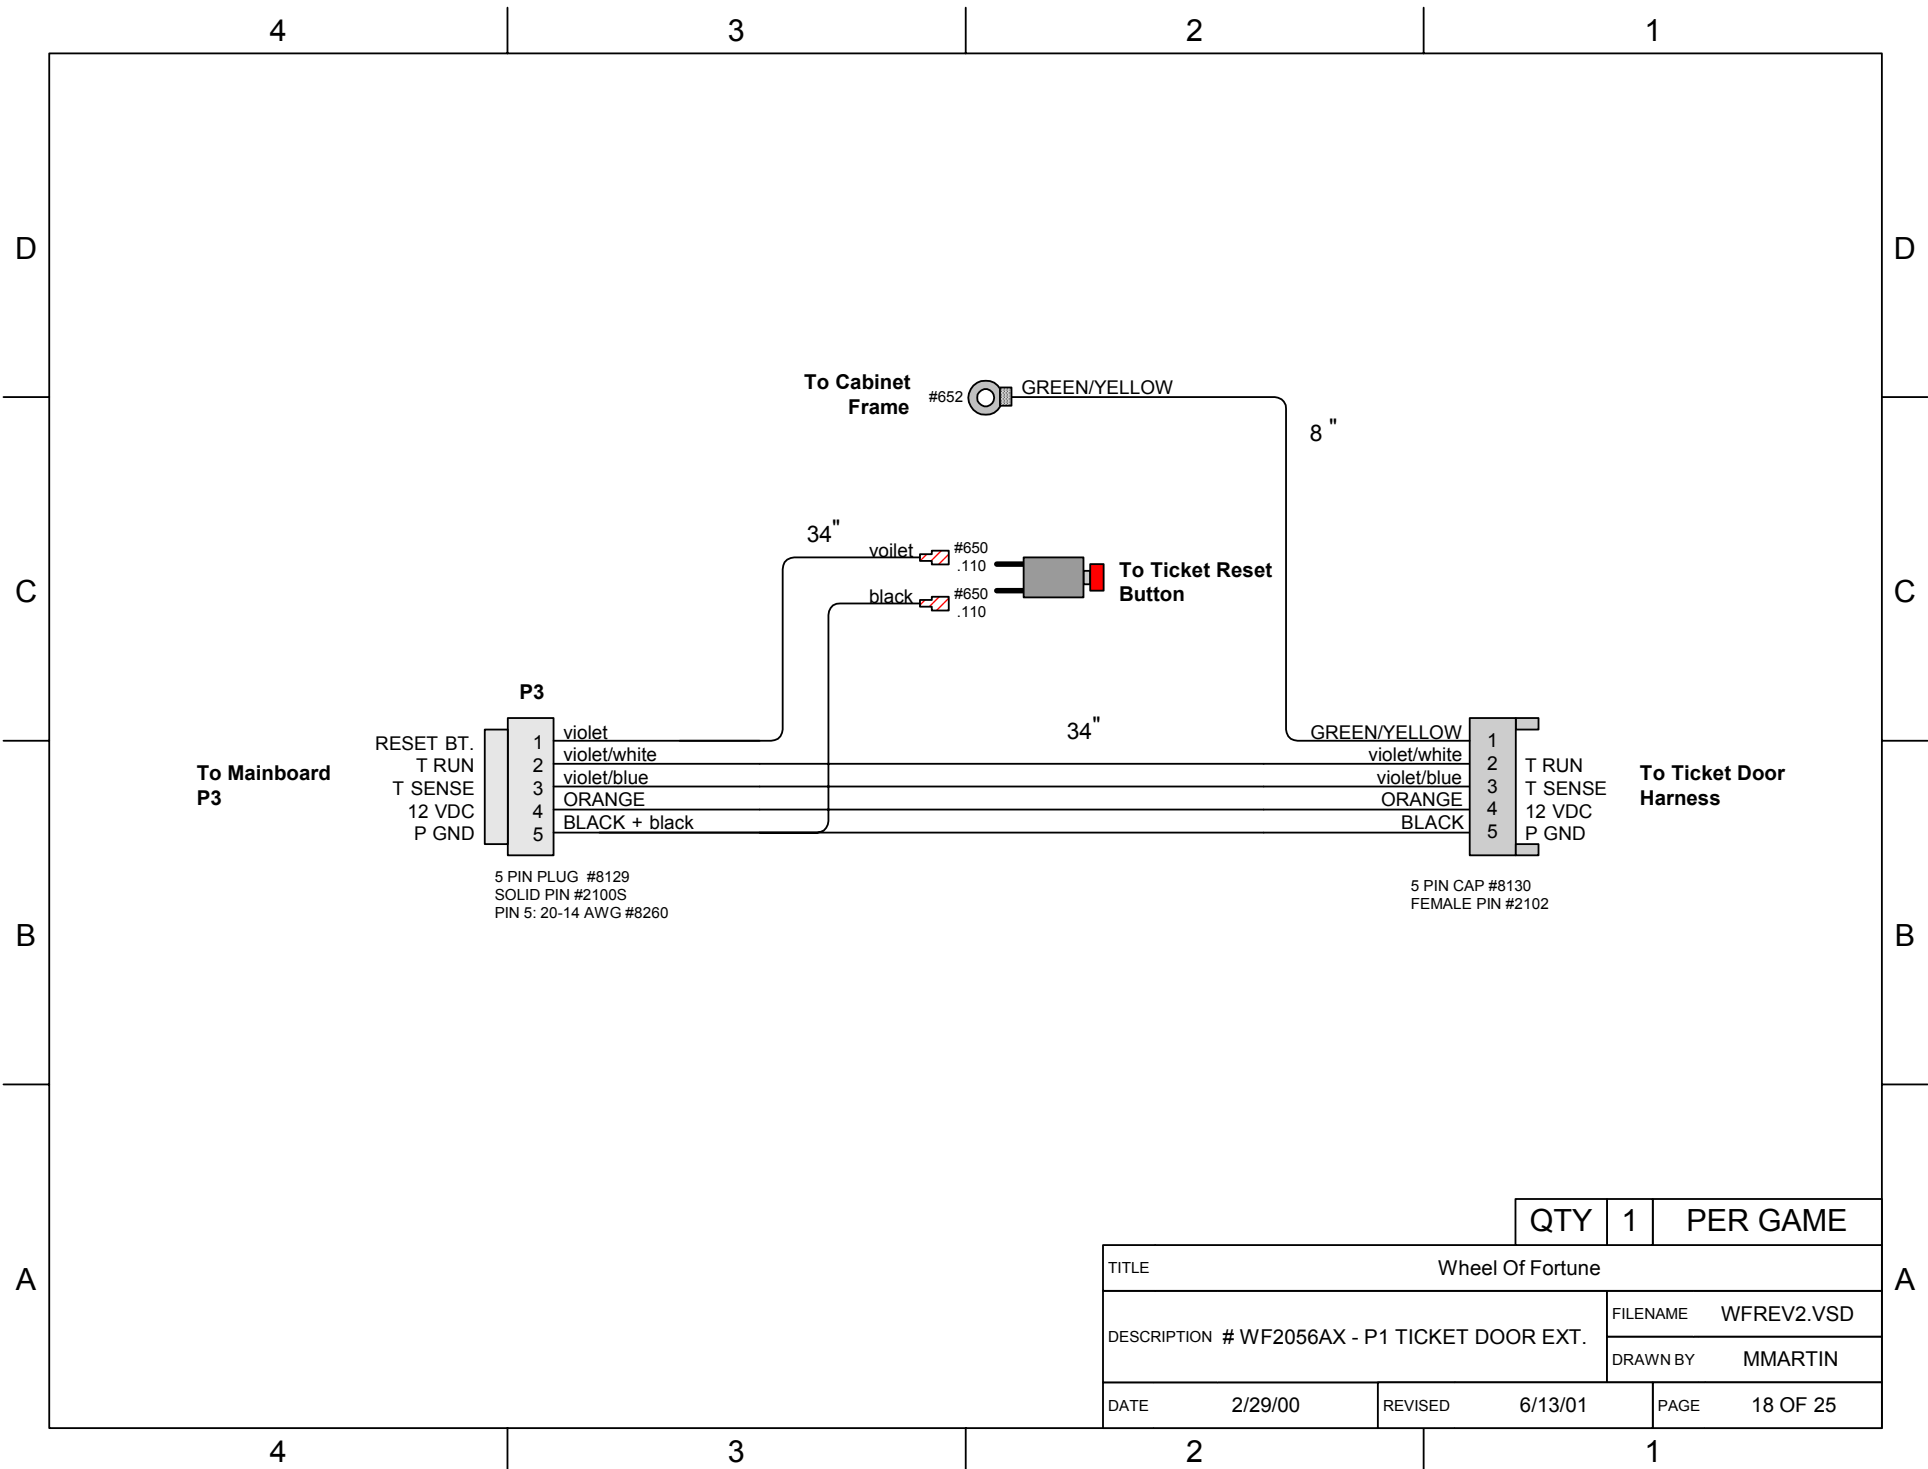 4 3 2 1
D D
To Cabinet
Frame
#652
GREEN/YELLOW
8 "
34"
voilet
#650
.110
black
#650
.110
To Ticket Reset
Button
C C
P3
34"
To Mainboard
P3
RESET BT. 1 violet
T RUN 2 violet/white
T SENSE 3 violet/blue
12 VDC 4 ORANGE
P GND 5 BLACK + black
GREEN/YELLOW 1
violet/white 2 T RUN
violet/blue 3 T SENSE
ORANGE 4 12 VDC
BLACK 5 P GND
To Ticket Door
Harness
5 PIN PLUG #8129
SOLID PIN #2100S
PIN 5: 20-14 AWG #8260
5 PIN CAP #8130
FEMALE PIN #2102
B B
QTY 1 PER GAME
A A
TITLE Wheel Of Fortune
DESCRIPTION # WF2056AX - P1 TICKET DOOR EXT.
FILENAME WFREV2.VSD
DRAWN BY MMARTIN
DATE 2/29/00 REVISED 6/13/01 PAGE 18 OF 25
4 3 2 1